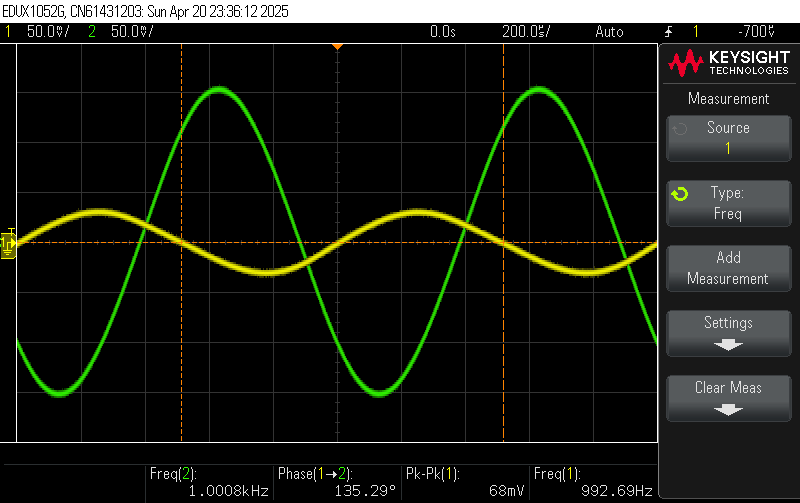 EDUX1052G, CN61431203: Sun Apr 20 23:36:12 2025
1 50.0V/ 2 50.0V/ 0.0s 200.0s/ Auto 1 -700V
KEYSIGHT
TECHNOLOGIES
Measurement
Source
1
Type:
Freq
Add
Measurement
Settings
Clear Meas
Freq(2): Phase(1→2): Pk-Pk(1): Freq(1):
1.0008kHz 135.29° 68mV 992.69Hz